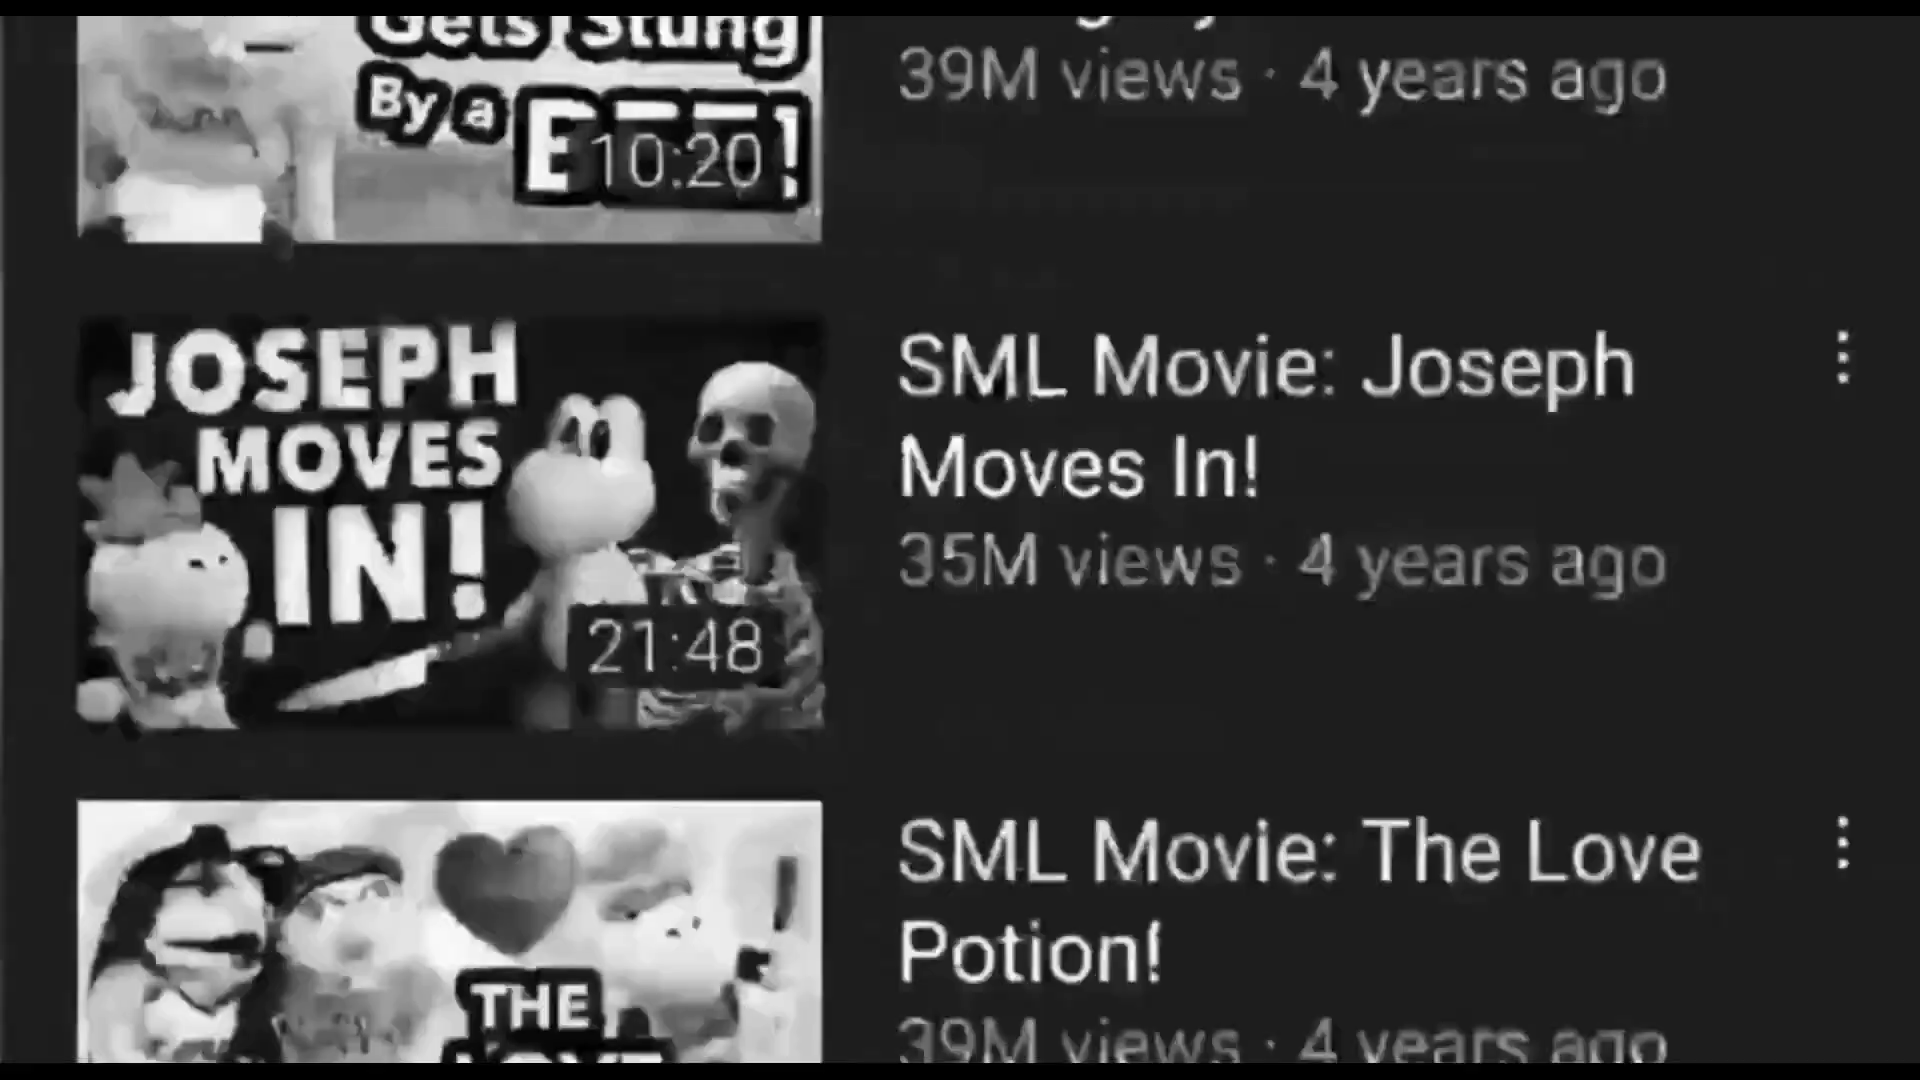 Gets Stung
By a
10:20
39M views · 4 years ago
JOSEPH
MOVES
IN!
21:48
SML Movie: Joseph
Moves In!
35M views · 4 years ago
THE
LOVE
SML Movie: The Love
Potion!
39M views · 4 years ago